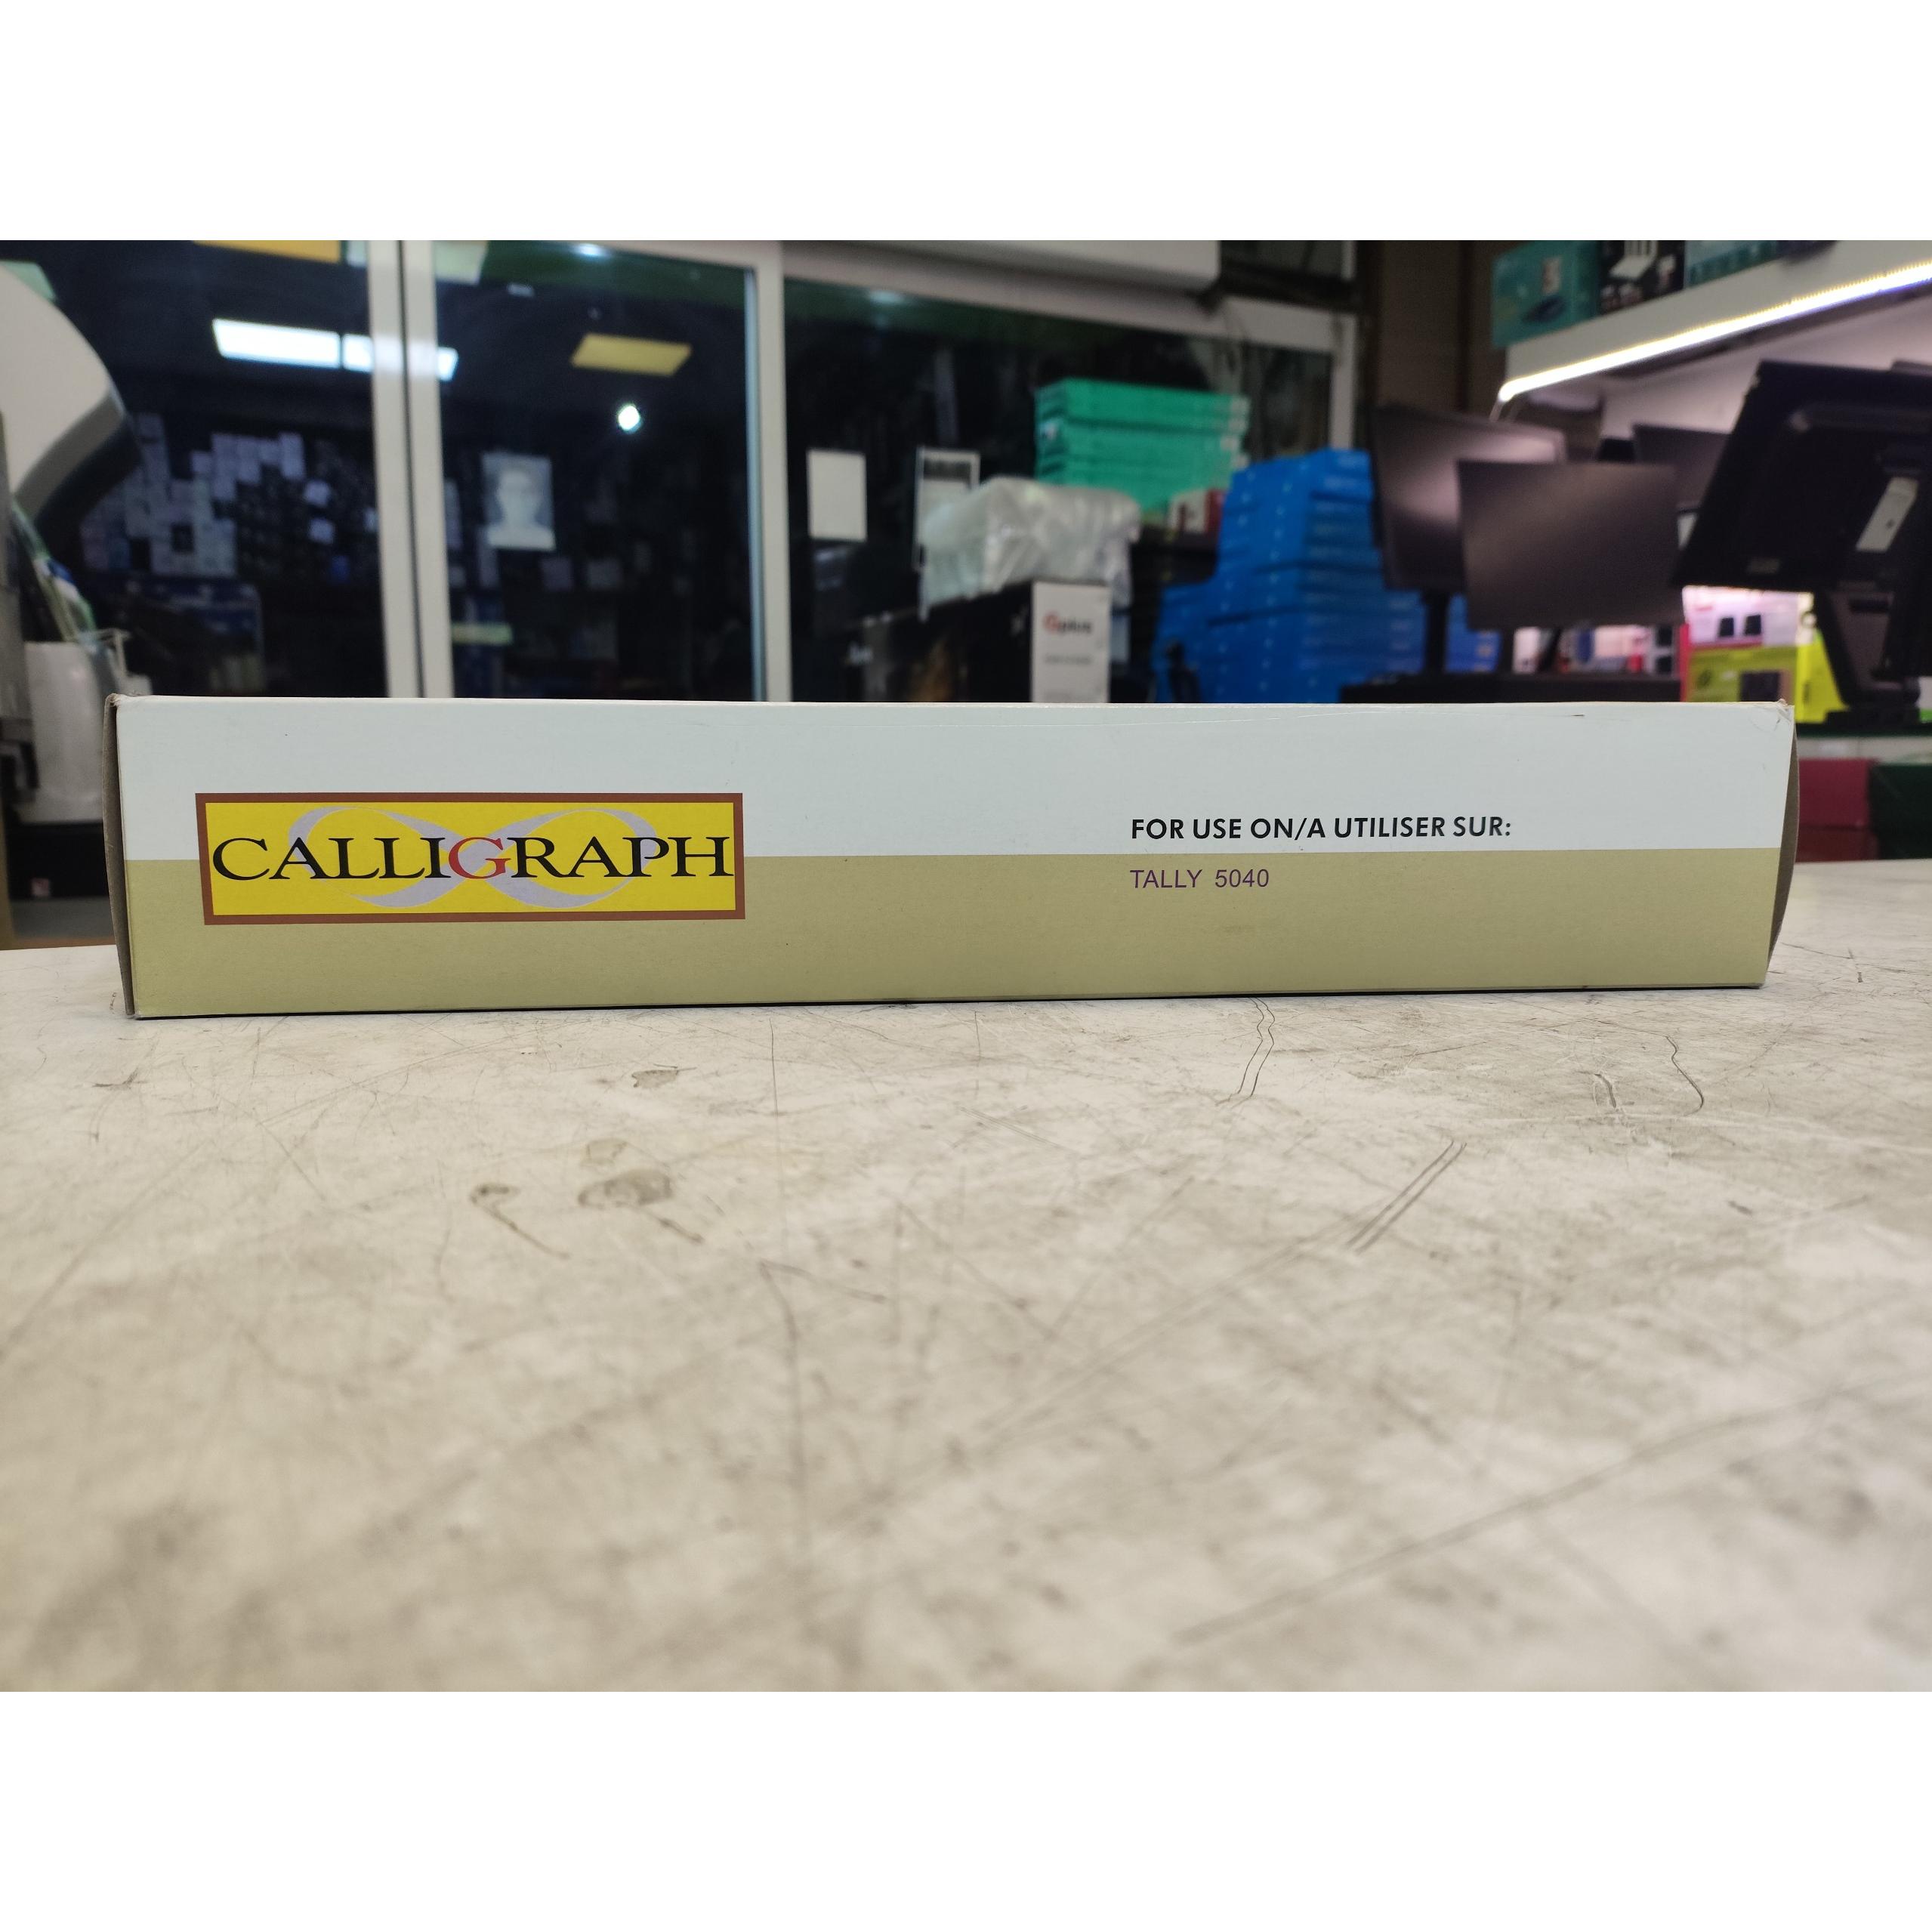 CALLIGRAPH
FOR USE ON/A UTILISER SUR:
TALLY 5040